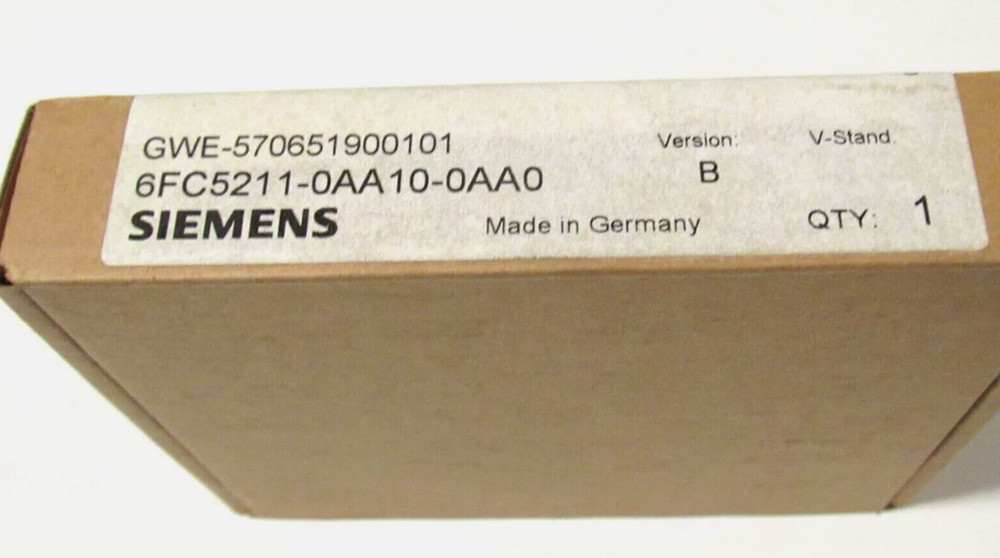 GWE-570651900101
6FC5211-0AA10-0AA0
SIEMENS
Made in Germany
Version:
B
V-Stand.
QTY: 1